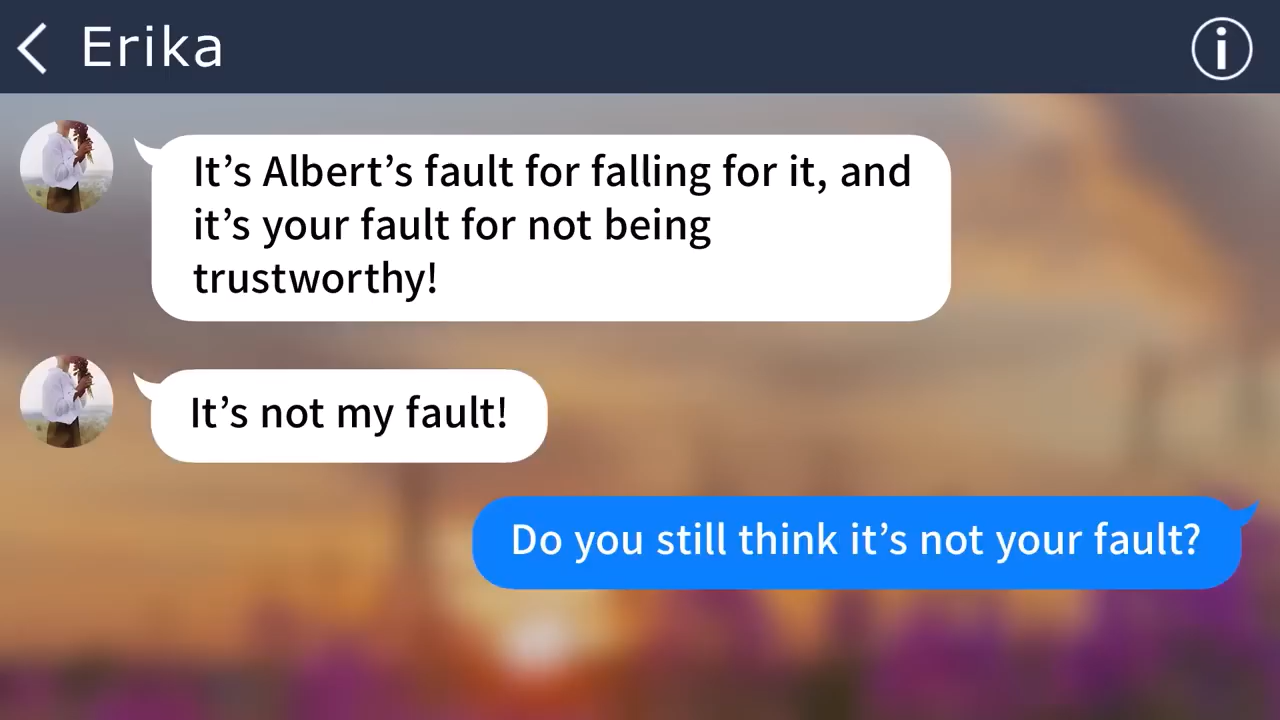 Erika
It’s Albert’s fault for falling for it, and
it’s your fault for not being
trustworthy!
It’s not my fault!
Do you still think it’s not your fault?